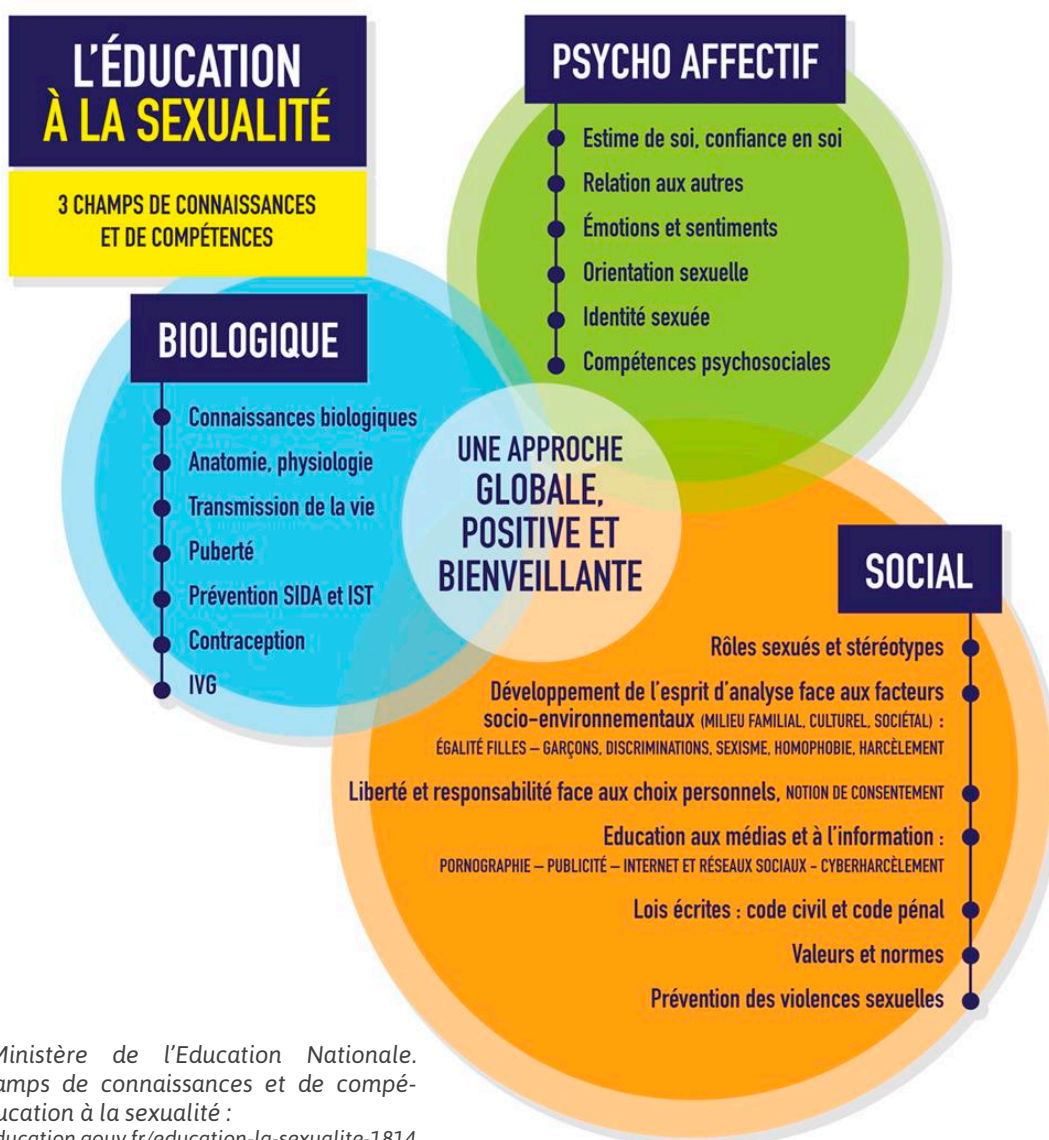 L'ÉDUCATION
À LA SEXUALITÉ
3 CHAMPS DE CONNAISSANCES
ET DE COMPÉTENCES
PSYCHO AFFECTIF
Estime de soi, confiance en soi
Relation aux autres
Émotions et sentiments
Orientation sexuelle
Identité sexuée
Compétences psychosociales
BIOLOGIQUE
Connaissances biologiques
Anatomie, physiologie
Transmission de la vie
Puberté
Prévention SIDA et IST
Contraception
IVG
UNE APPROCHE
GLOBALE,
POSITIVE ET
BIENVEILLANTE
SOCIAL
Rôles sexués et stéréotypes
Développement de l'esprit d'analyse face aux facteurs
socio-environnementaux (MILIEU FAMILIAL, CULTUREL, SOCIÉTAL) :
ÉGALITÉ FILLES – GARÇONS, DISCRIMINATIONS, SEXISME, HOMOPHOBIE, HARCÈLEMENT
Liberté et responsabilité face aux choix personnels, NOTION DE CONSENTEMENT
Education aux médias et à l'information :
PORNOGRAPHIE – PUBLICITÉ – INTERNET ET RÉSEAUX SOCIAUX - CYBERHARCÈLEMENT
Lois écrites : code civil et code pénal
Valeurs et normes
Prévention des violences sexuelles
Ministère de l'Education Nationale.
amps de connaissances et de compé-
ucation à la sexualité :
ducation.gouv.fr/education-la-sexualite-1814